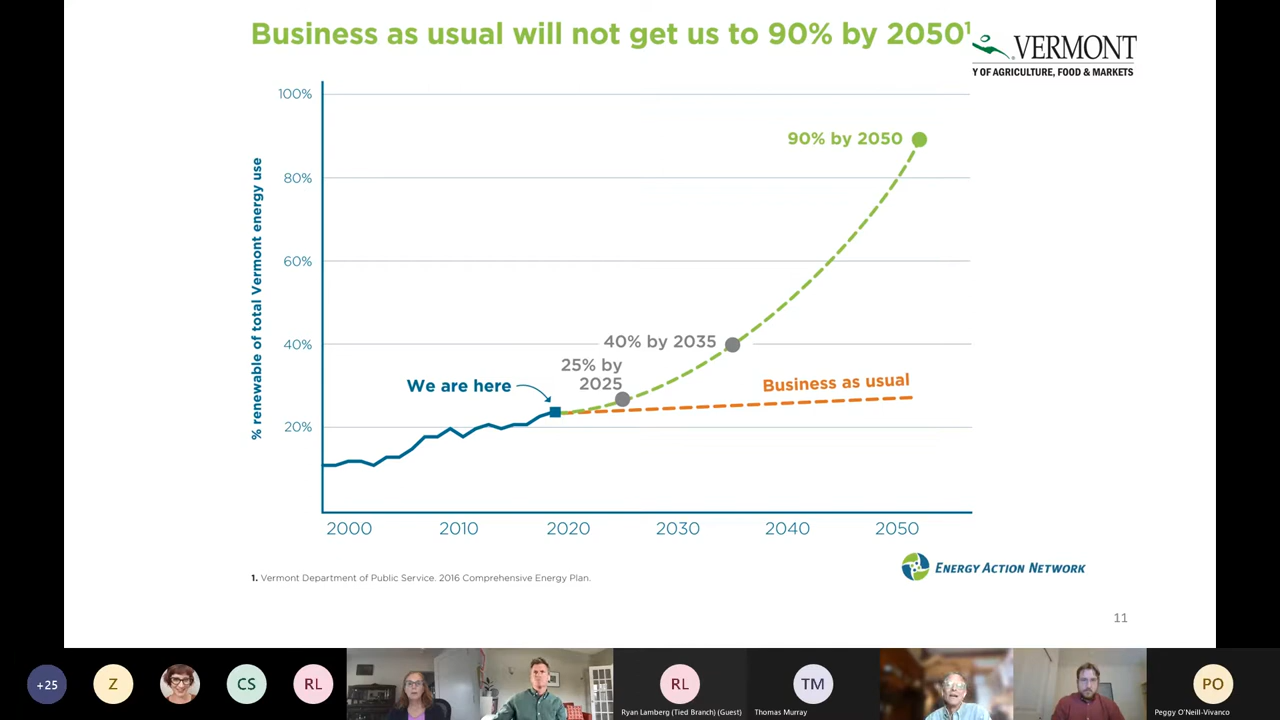 Business as usual will not get us to 90% by 2050¹
VERMONT
Y OF AGRICULTURE, FOOD & MARKETS
100%
80%
60%
40%
20%
% renewable of total Vermont energy use
90% by 2050
40% by 2035
25% by
2025
We are here
Business as usual
2000
2010
2020
2030
2040
2050
1. Vermont Department of Public Service. 2016 Comprehensive Energy Plan.
ENERGY ACTION NETWORK
11
+25
Z
CS
RL
RL
Ryan Lamberg (Tied Branch) (Guest)
TM
Thomas Murray
PO
Peggy O'Neill-Vivanco